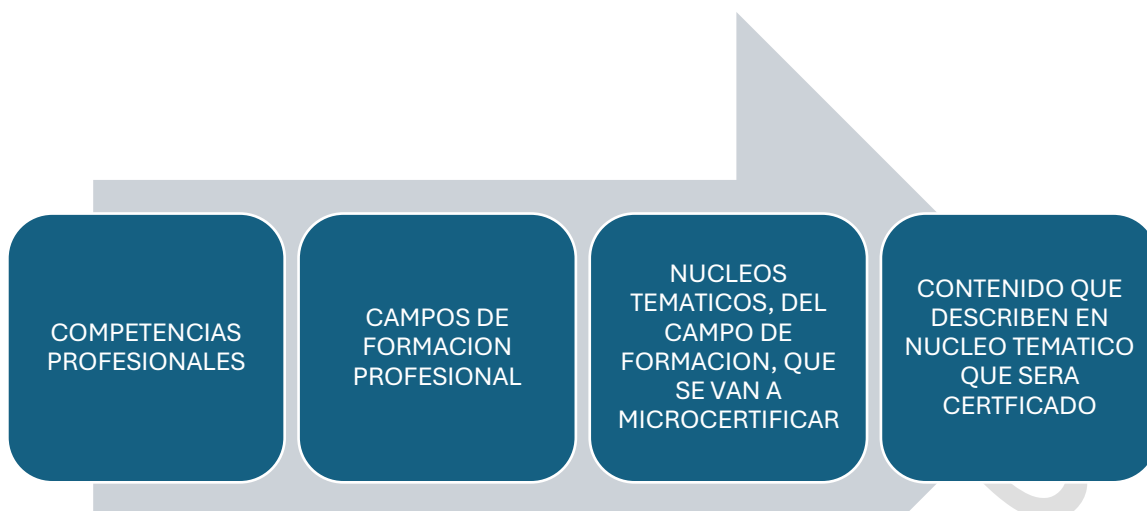 COMPETENCIAS
PROFESIONALES
CAMPOS DE
FORMACION
PROFESIONAL
NUCLEOS
TEMATICOS, DEL
CAMPO DE
FORMACION, QUE
SE VAN A
MICROCERTIFICAR
CONTENIDO QUE
DESCRIBEN EN
NUCLEO TEMATICO
QUE SERA
CERTFICADO